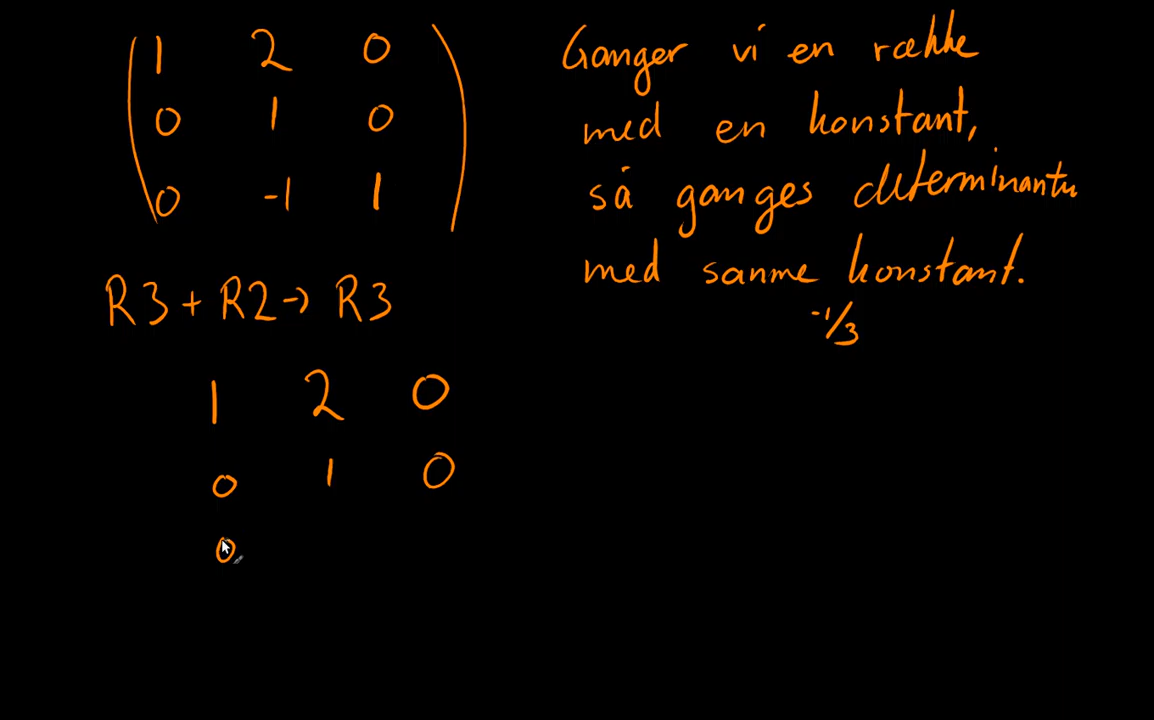 1 2 0
0 1 0
0 -1 1
R3 + R2 → R3
1 2 0
0 1 0
0
Ganger vi en række
med en konstant,
så ganges determinanten
med samme konstant.
-1/3